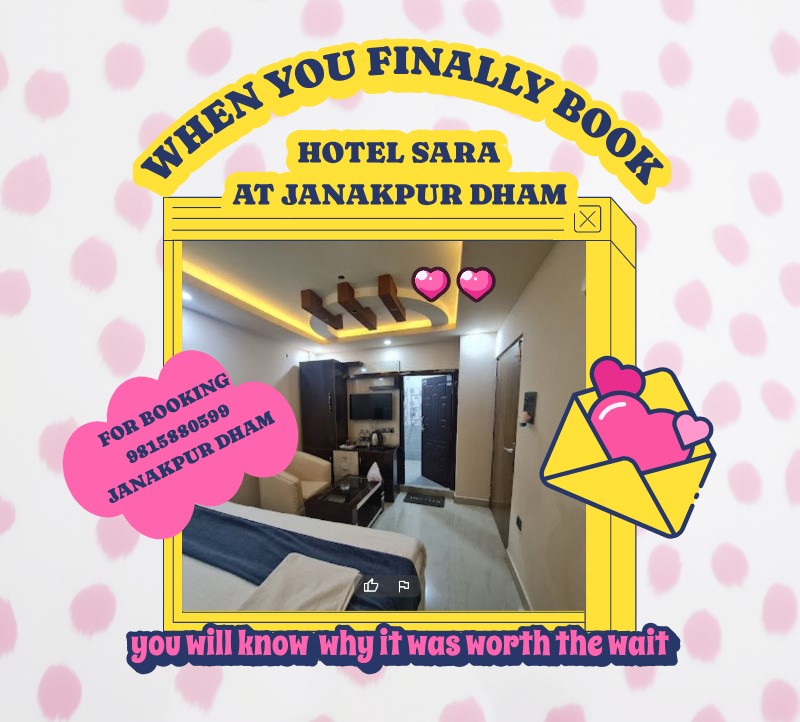 WHEN YOU FINALLY BOOK
HOTEL SARA
AT JANAKPUR DHAM
FOR BOOKING
9815880599
JANAKPUR DHAM
you will know why it was worth the wait